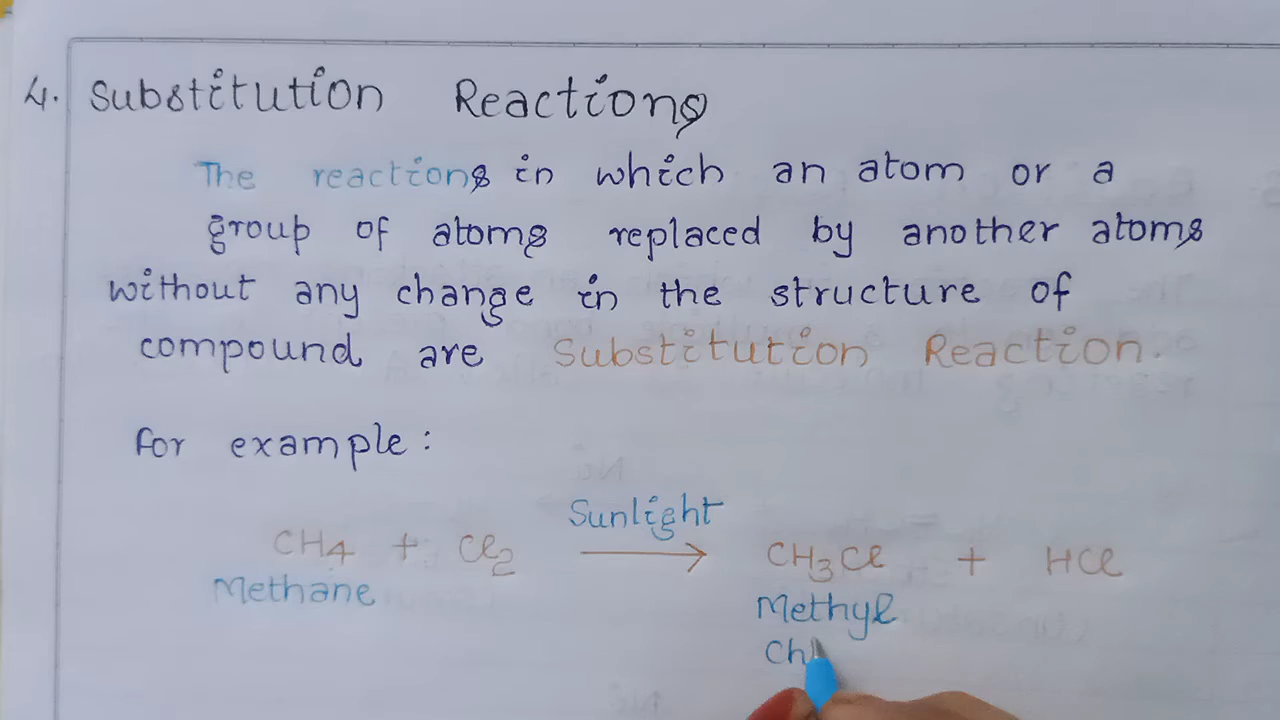 4. Substitution Reactions
The reactions in which an atom or a
group of atoms replaced by another atoms
without any change in the structure of
compound are Substitution Reaction.
for example:
Sunlight
CH4 + Cl2 → CH3Cl + HCl
Methane
Methyl
Ch